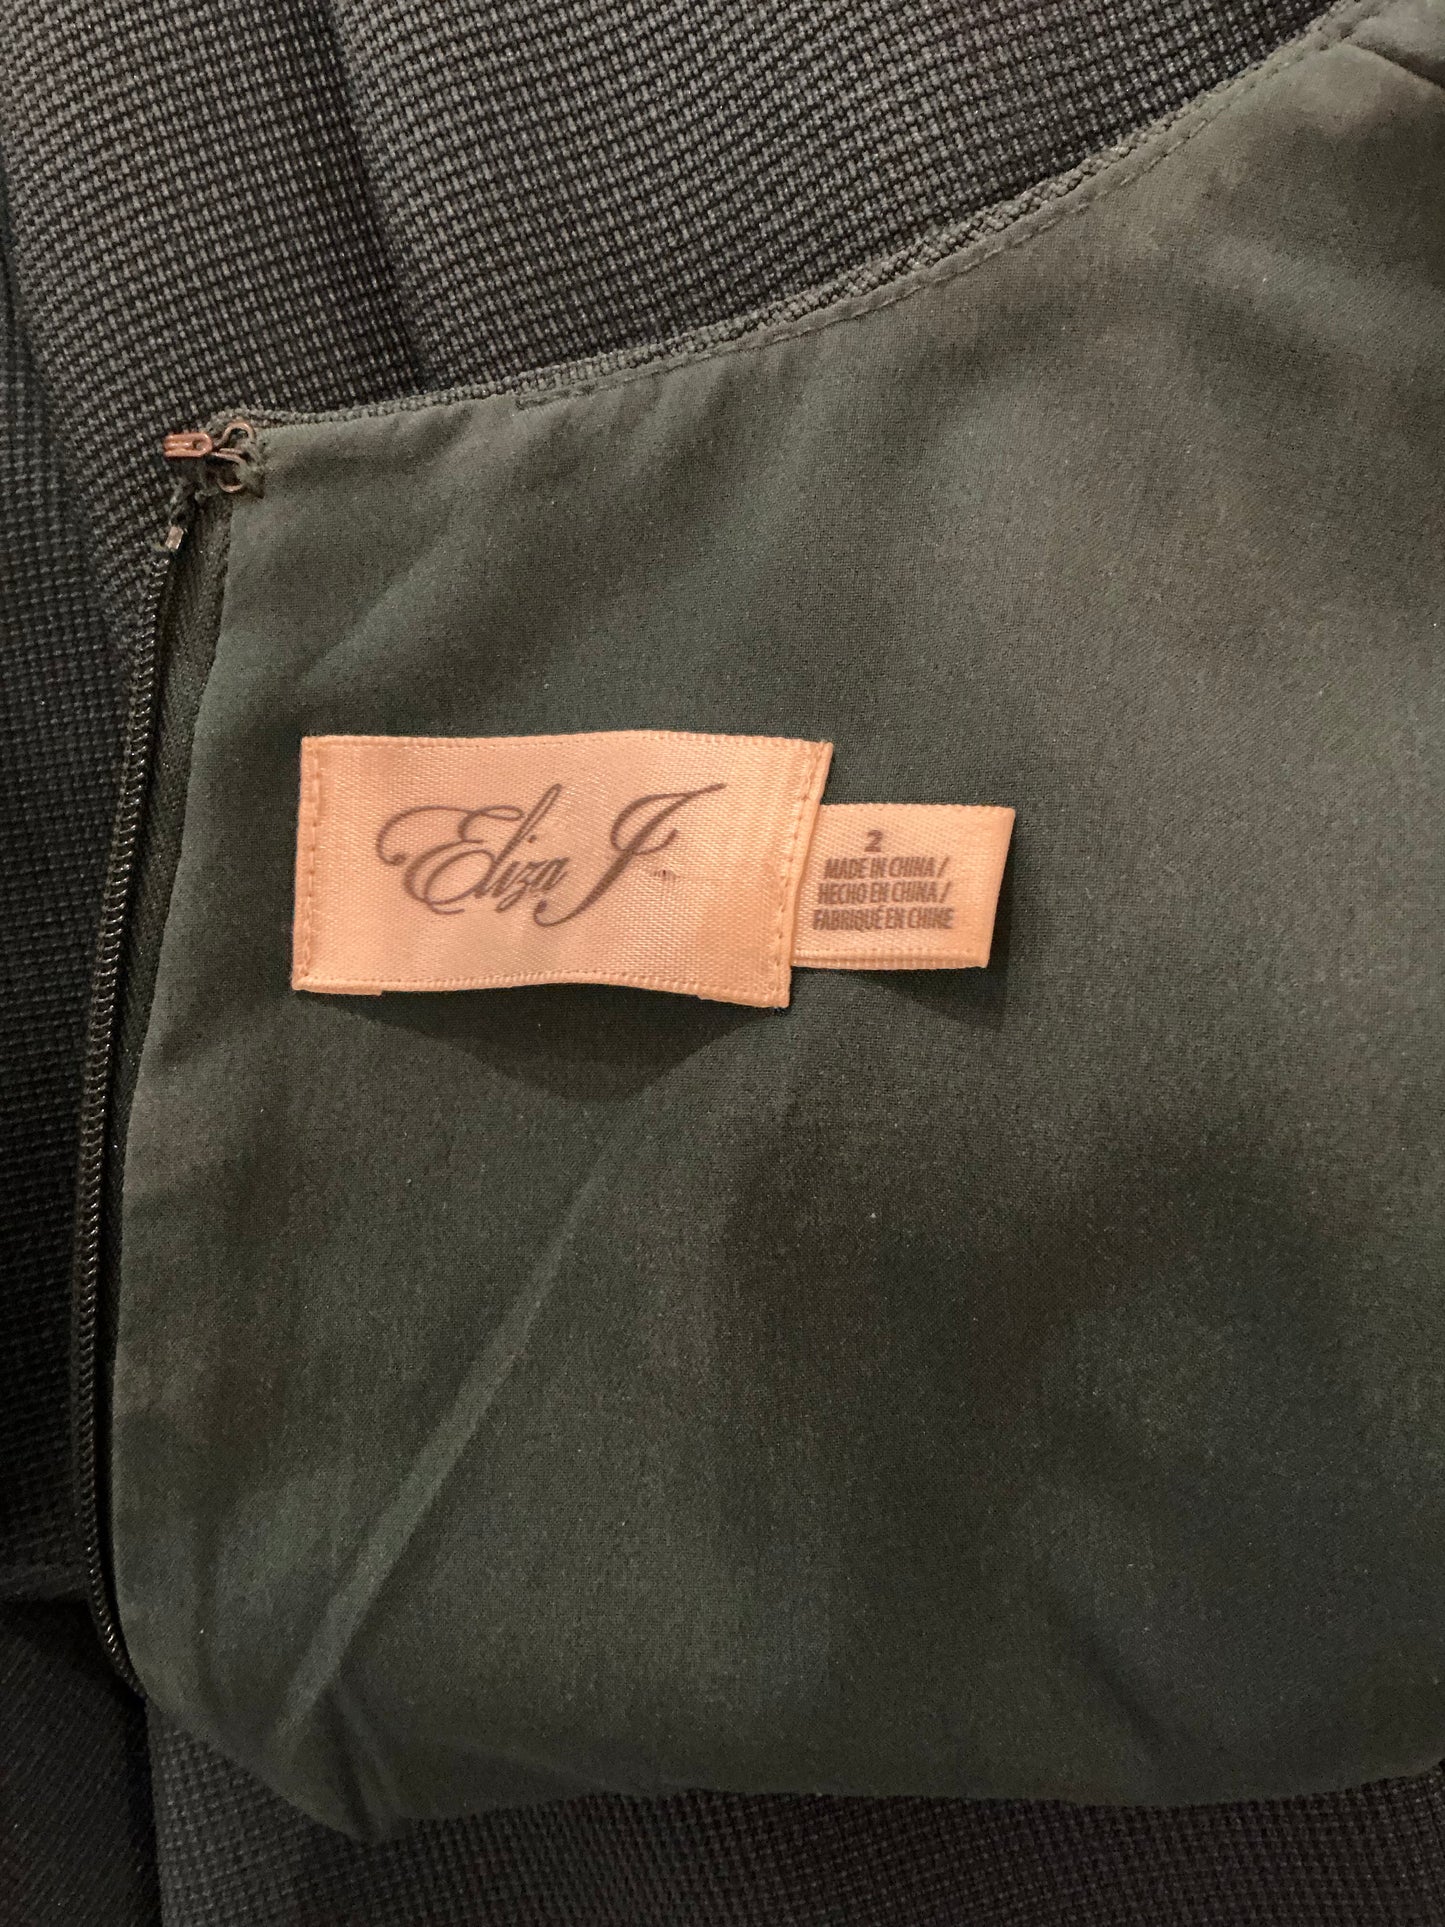 Eliza J
2
MADE IN CHINA /
HECHO EN CHINA /
FABRIQUÉ EN CHINE